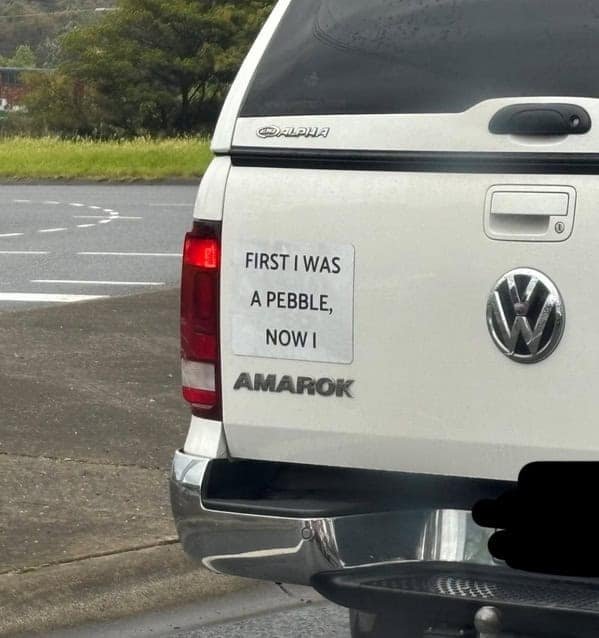 ALPHA
FIRST I WAS
A PEBBLE,
NOW I
AMAROK